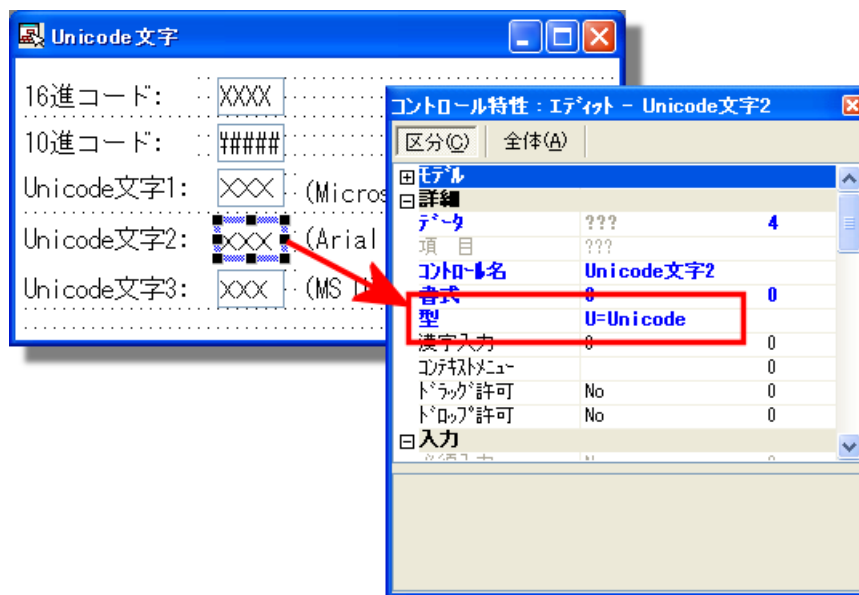 Unicode文字
16進コード:
XXXX
10進コード:
\#####
Unicode文字1:
XXX
(Micros
Unicode文字2:
XXX
(Arial
Unicode文字3:
XXX
(MS
コントロール特性:エディット - Unicode文字2
区分(C) 全体(A)
モデル
詳細
データ ??? 4
項 目 ???
コントロール名 Unicode文字2
書式 8 0
型 U=Unicode
漢字入力 0 0
コンテキストメニュー 0
ドラッグ許可 No 0
ドロップ許可 No 0
入力